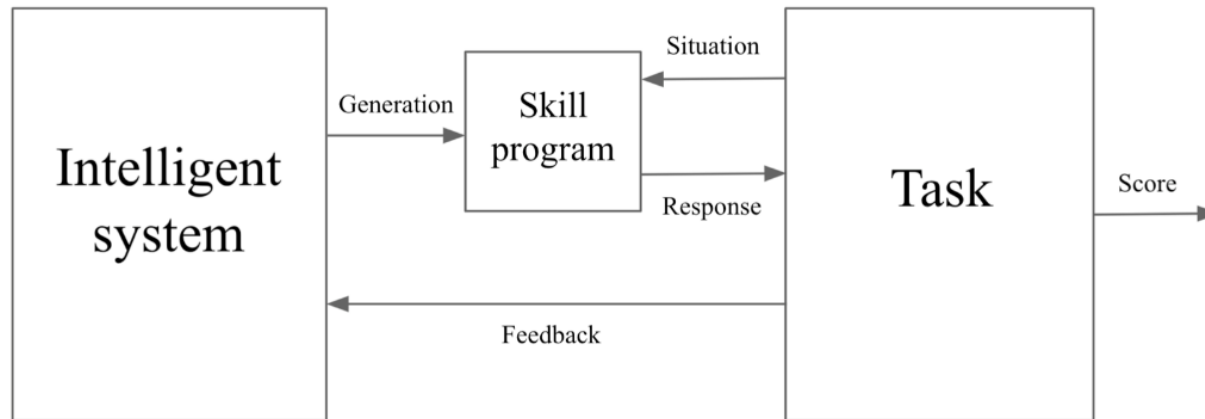 Situation
Generation
Skill
program
Intelligent
system
Task
Score
Response
Feedback